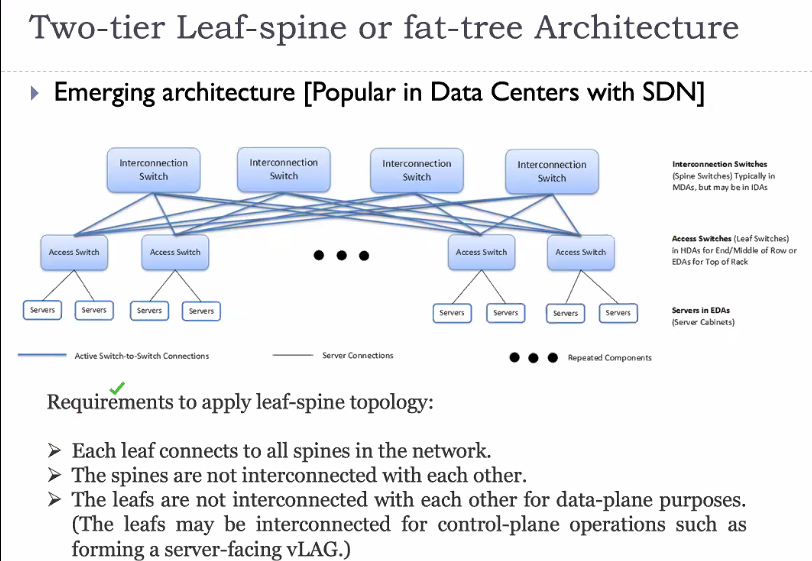 Two-tier Leaf-spine or fat-tree Architecture
Emerging architecture [Popular in Data Centers with SDN]
Interconnection Switch
Interconnection Switch
Interconnection Switch
Interconnection Switch
Interconnection Switches
(Spine Switches) Typically in
MDAs, but may be in IDAs
Access Switch
Access Switch
Access Switch
Access Switch
Access Switches (Leaf Switches)
in HDAs for End/Middle of Row or
EDAs for Top of Rack
Servers
Servers
Servers
Servers
Servers
Servers
Servers
Servers
Servers in EDAs
(Server Cabinets)
Active Switch-to-Switch Connections
Server Connections
Repeated Components
Requirements to apply leaf-spine topology:
Each leaf connects to all spines in the network.
The spines are not interconnected with each other.
The leafs are not interconnected with each other for data-plane purposes.
(The leafs may be interconnected for control-plane operations such as
forming a server-facing vLAG.)